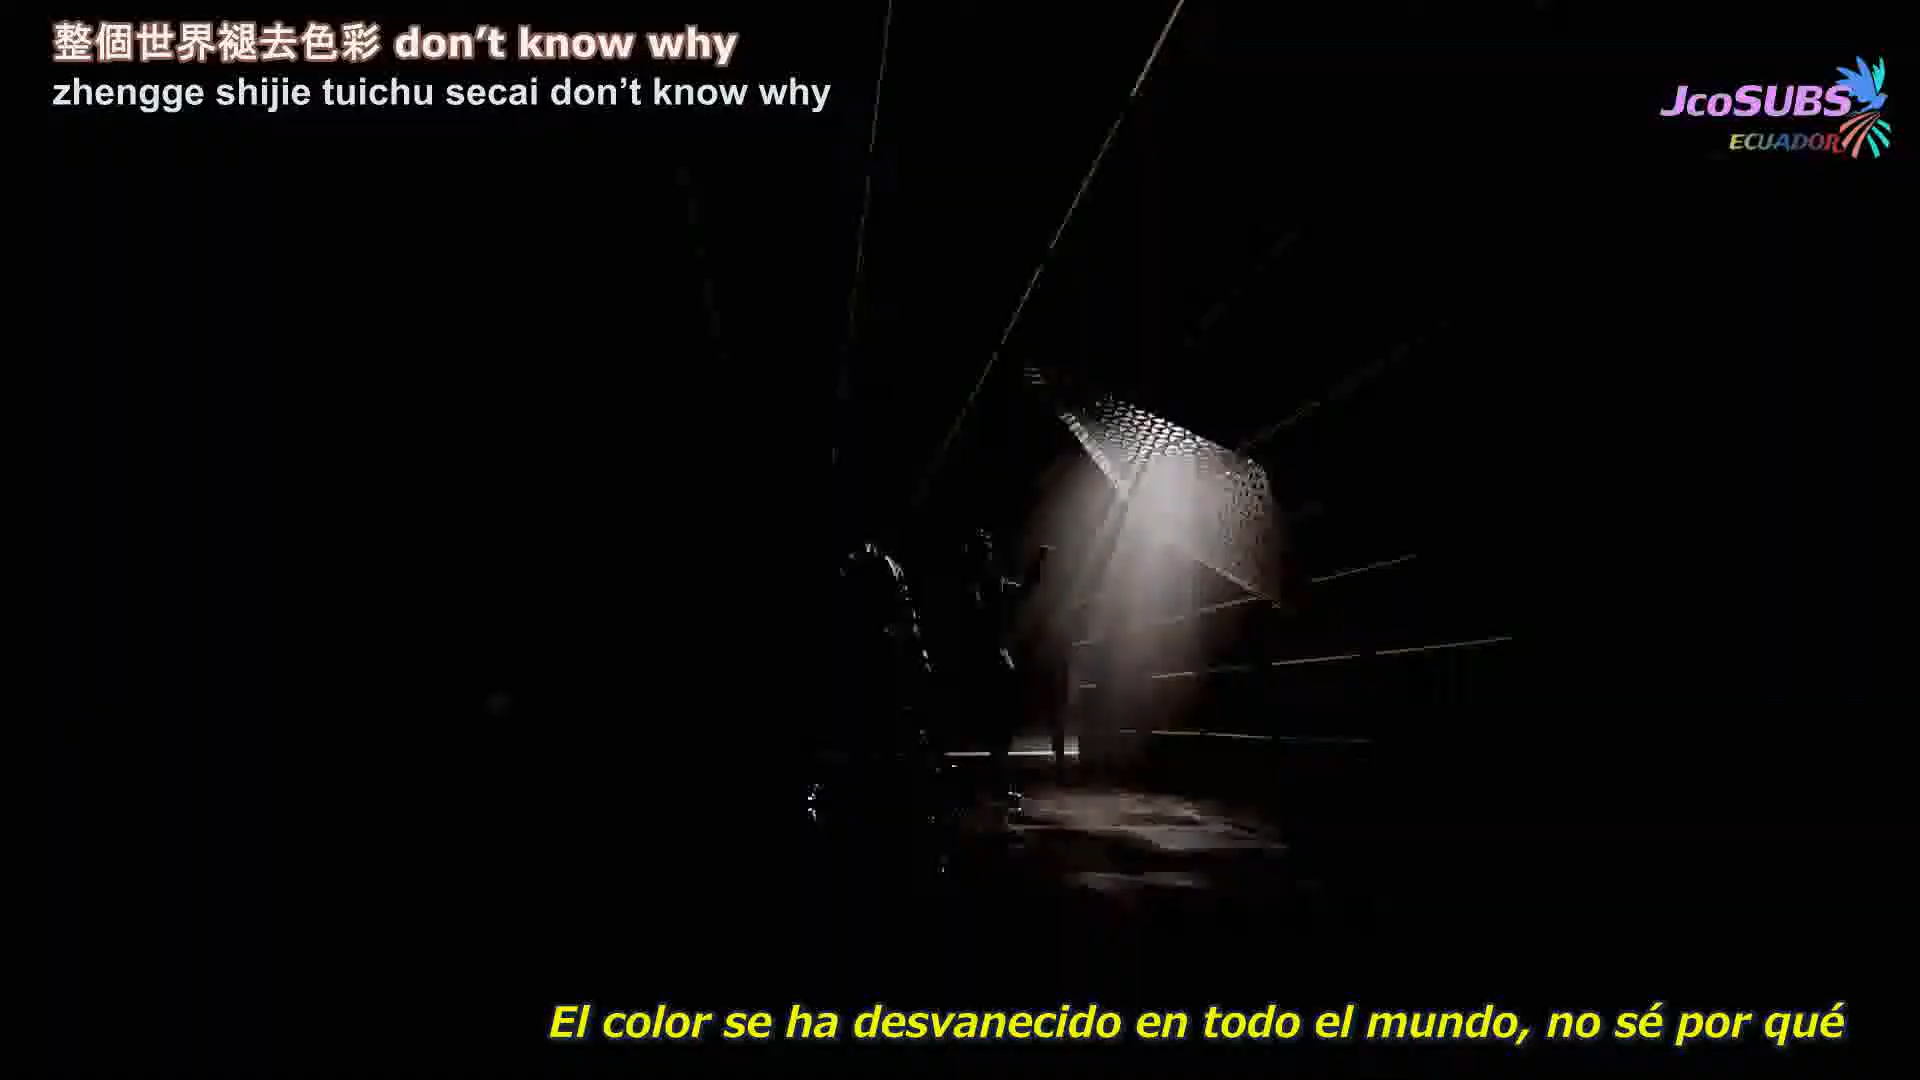 整個世界褪去色彩 don’t know why
zhengge shijie tuichu secai don’t know why
JcoSUBS
ECUADOR
El color se ha desvanecido en todo el mundo, no sé por qué